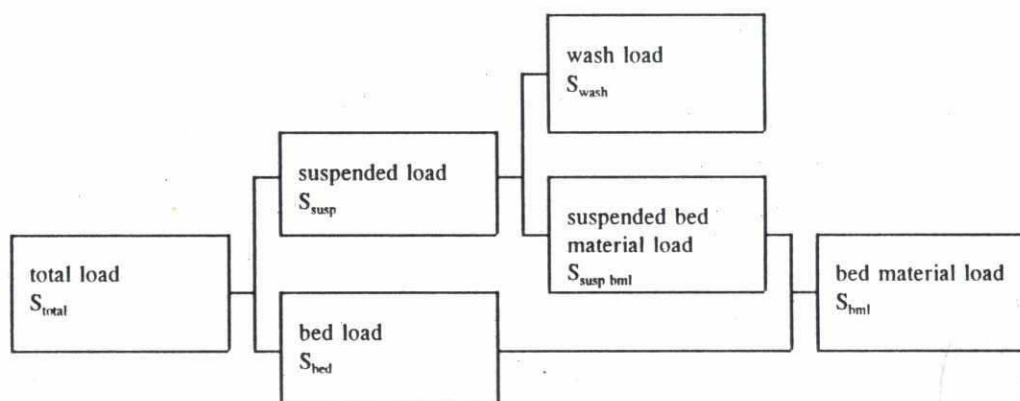 wash load
S_wash
suspended load
S_susp
suspended bed
material load
S_susp bml
total load
S_total
bed material load
S_bml
bed load
S_bed